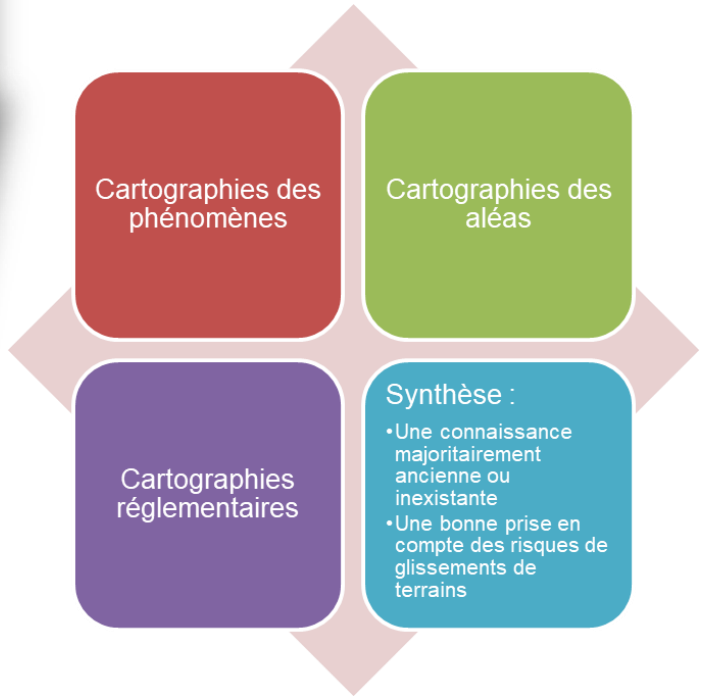 Cartographies des
phénomènes
Cartographies des
aléas
Cartographies
réglementaires
Synthèse :
•Une connaissance
majoritairement
ancienne ou
inexistante
•Une bonne prise en
compte des risques de
glissements de
terrains